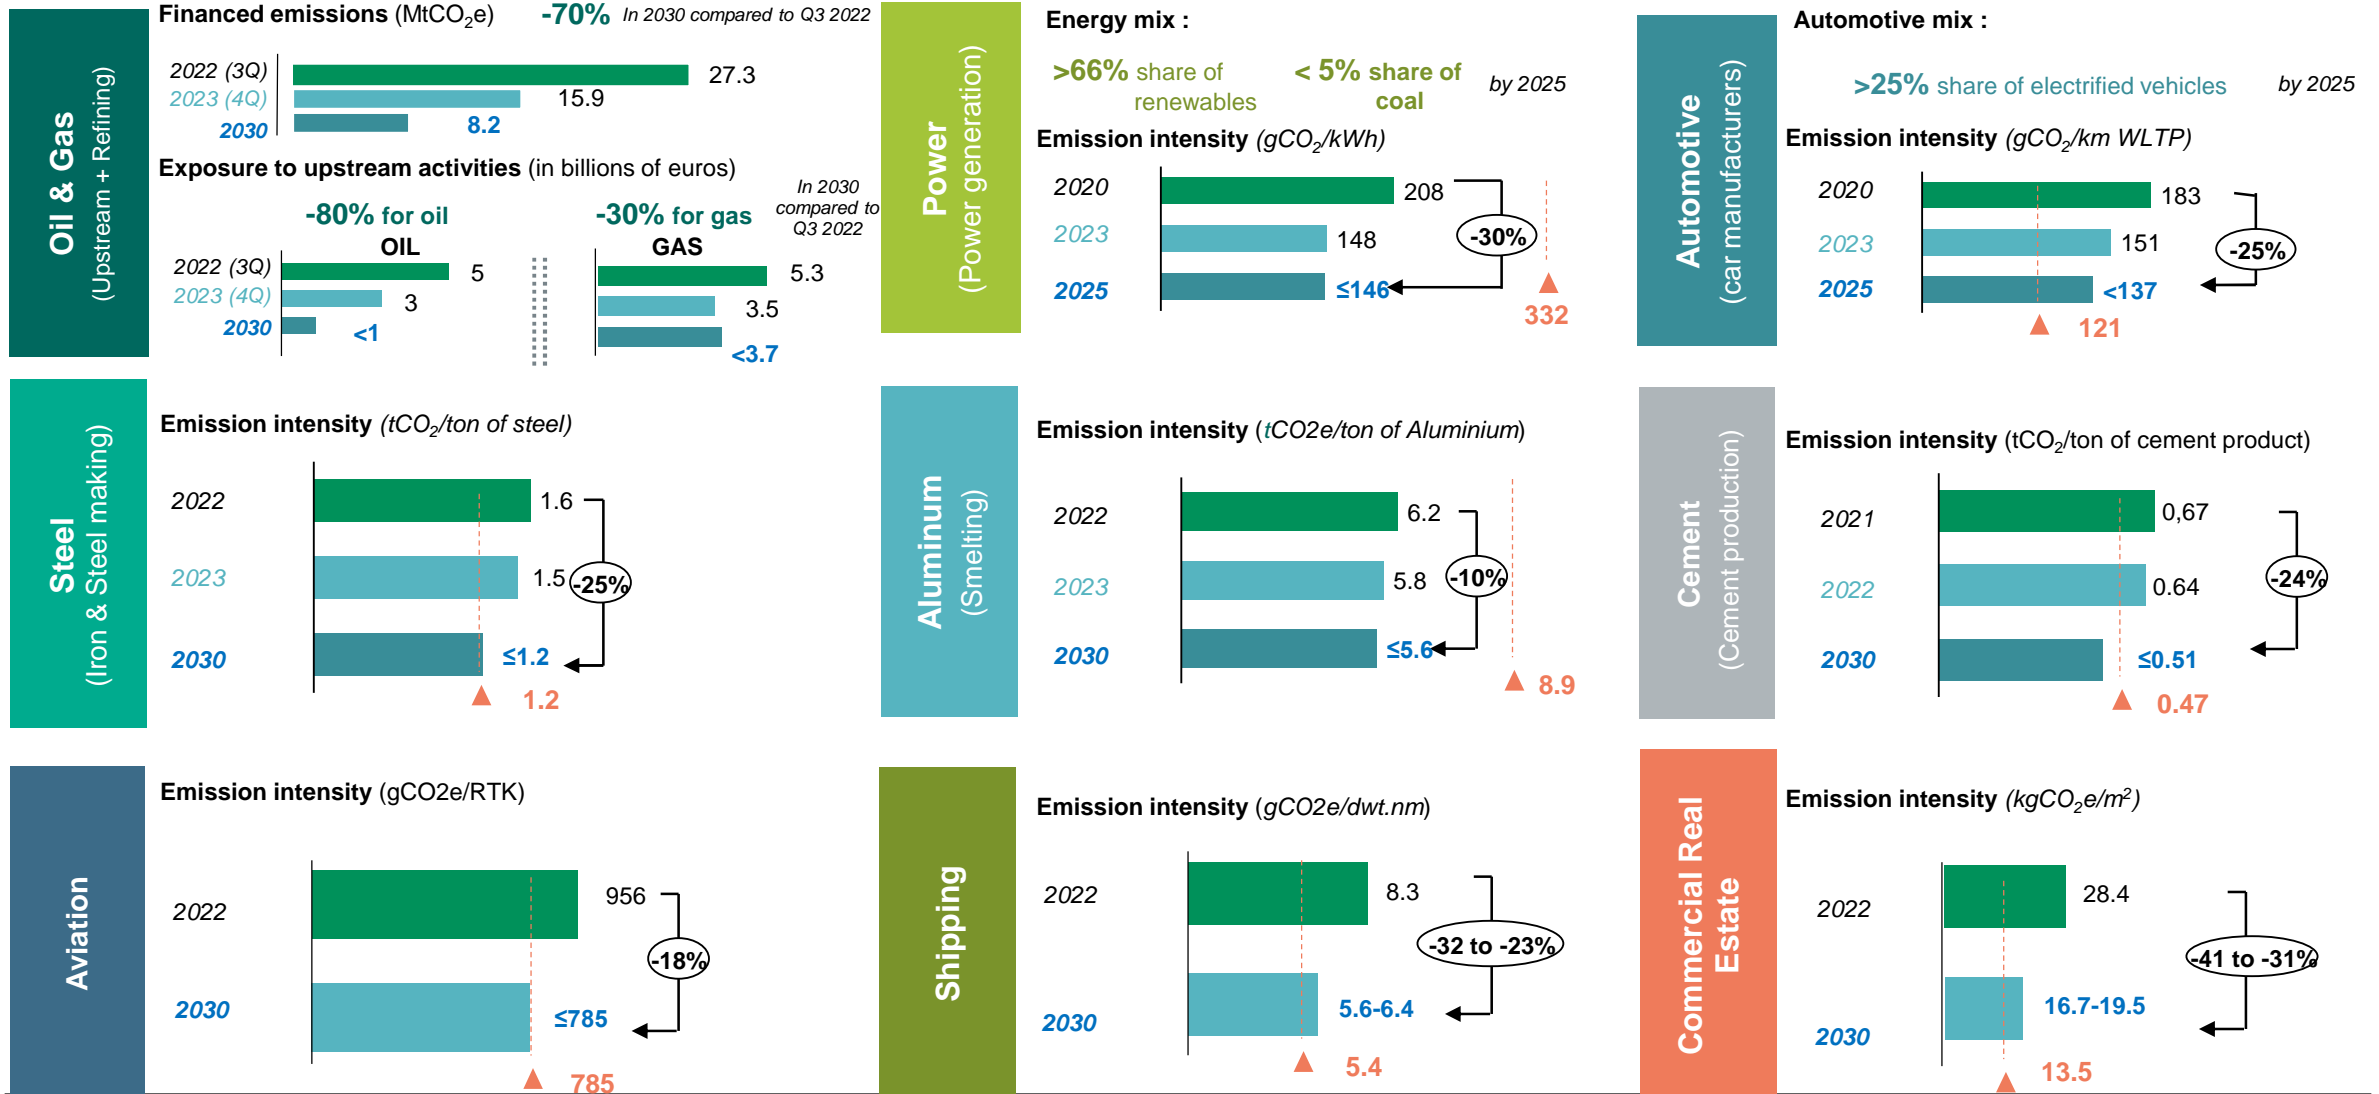 Oil & Gas
(Upstream + Refining)
Financed emissions (MtCO₂e)
-70% In 2030 compared to Q3 2022
2022 (3Q)
27.3
2023 (4Q)
15.9
2030
8.2
Exposure to upstream activities (in billions of euros)
In 2030
compared to
Q3 2022
-80% for oil
-30% for gas
OIL
GAS
2022 (3Q)
5
5.3
2023 (4Q)
3
3.5
2030
<1
<3.7
Power
(Power generation)
Energy mix :
>66% share of
renewables
< 5% share of
coal
by 2025
Emission intensity (gCO₂/kWh)
2020
208
2023
148
-30%
2025
≤146
332
Automotive
(car manufacturers)
Automotive mix :
>25% share of electrified vehicles
by 2025
Emission intensity (gCO₂/km WLTP)
2020
183
2023
151
-25%
2025
<137
121
Steel
(Iron & Steel making)
Emission intensity (tCO₂/ton of steel)
2022
1.6
2023
1.5
-25%
2030
≤1.2
1.2
Aluminum
(Smelting)
Emission intensity (tCO2e/ton of Aluminium)
2022
6.2
2023
5.8
-10%
2030
≤5.6
8.9
Cement
(Cement production)
Emission intensity (tCO₂/ton of cement product)
2021
0,67
2022
0.64
-24%
2030
≤0.51
0.47
Aviation
Emission intensity (gCO2e/RTK)
2022
956
-18%
2030
≤785
785
Shipping
Emission intensity (gCO2e/dwt.nm)
2022
8.3
-32 to -23%
2030
5.6-6.4
5.4
Commercial Real
Estate
Emission intensity (kgCO₂e/m²)
2022
28.4
-41 to -31%
2030
16.7-19.5
13.5